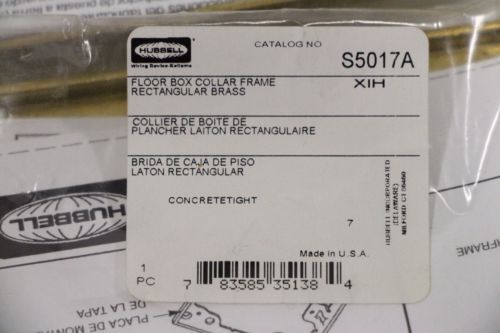 HUBBELL
Wiring Device-Kellems
CATALOG NO
S5017A
FLOOR BOX COLLAR FRAME
RECTANGULAR BRASS
XIH
COLLIER DE BOITE DE
PLANCHER LAITON RECTANGULAIRE
BRIDA DE CAJA DE PISO
LATON RECTANGULAR
CONCRETETIGHT
7
HUBBELL INCORPORATED
(DELAWARE)
MILFORD CT 06460
Made in U.S.A.
1
PC
7 83585 35138 4
HUBBELL
PLACA DE
DE LA TAPA